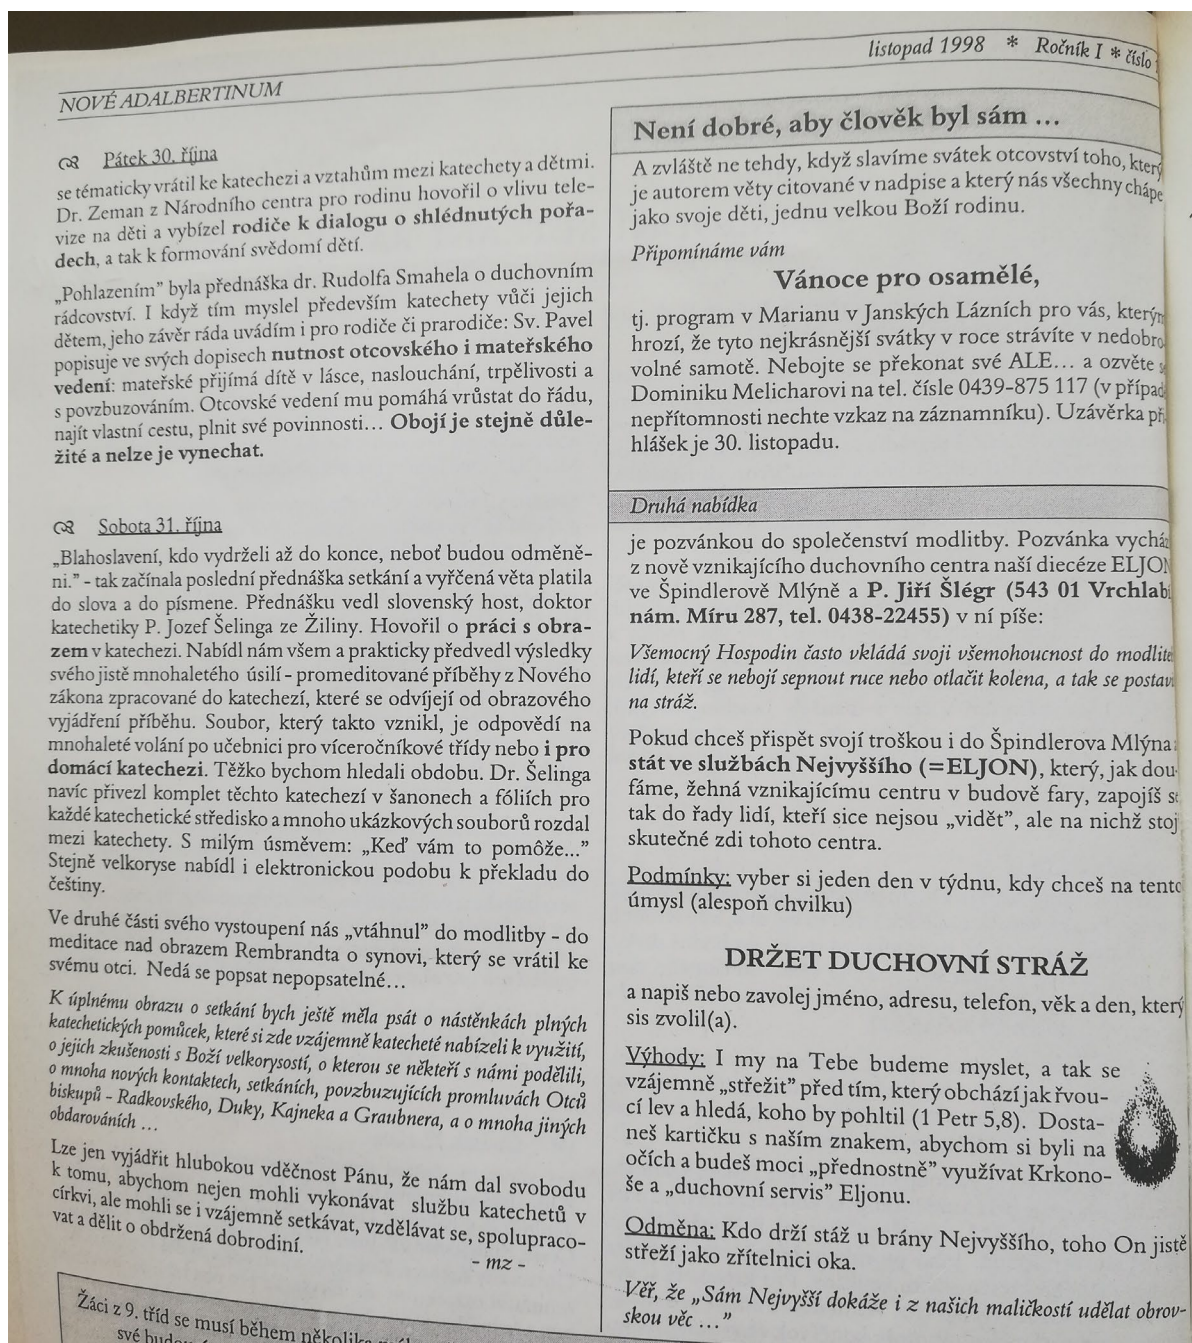 NOVÉ ADALBERTINUM
listopad 1998 * Ročník I * číslo
Pátek 30. října
se tématicky vrátil ke katechezi a vztahům mezi katechety a dětmi.
Dr. Zeman z Národního centra pro rodinu hovořil o vlivu tele-
vize na děti a vybízel rodiče k dialogu o shlédnutých pořa-
dech, a tak k formování svědomí dětí.
„Pohlazením” byla přednáška dr. Rudolfa Smahela o duchovním
rádcovství. I když tím myslel především katechety vůči jejich
dětem, jeho závěr ráda uvádím i pro rodiče či prarodiče: Sv. Pavel
popisuje ve svých dopisech nutnost otcovského i mateřského
vedení: mateřské přijímá dítě v lásce, naslouchání, trpělivosti a
s povzbuzováním. Otcovské vedení mu pomáhá vrůstat do řádu,
najít vlastní cestu, plnit své povinnosti… Obojí je stejně důle-
žité a nelze je vynechat.
Sobota 31. října
„Blahoslavení, kdo vydrželi až do konce, neboť budou odměně-
ni.” - tak začínala poslední přednáška setkání a vyřčená věta platila
do slova a do písmene. Přednášku vedl slovenský host, doktor
katechetiky P. Jozef Šelinga ze Žiliny. Hovořil o práci s obra-
zem v katechezi. Nabídl nám všem a prakticky předvedl výsledky
svého jistě mnohaletého úsilí - promeditované příběhy z Nového
zákona zpracované do katechezí, které se odvíjejí od obrazového
vyjádření příběhu. Soubor, který takto vznikl, je odpovědí na
mnohaleté volání po učebnici pro víceročníkové třídy nebo i pro
domácí katechezi. Těžko bychom hledali obdobu. Dr. Šelinga
navíc přivezl komplet těchto katechezí v šanonech a fóliích pro
každé katechetické středisko a mnoho ukázkových souborů rozdal
mezi katechety. S milým úsměvem: „Keď vám to pomôže...”
Stejně velkoryse nabídl i elektronickou podobu k překladu do
češtiny.
Ve druhé části svého vystoupení nás „vtáhnul” do modlitby - do
meditace nad obrazem Rembrandta o synovi, který se vrátil ke
svému otci. Nedá se popsat nepopsatelné…
K úplnému obrazu o setkání bych ještě měla psát o nástěnkách plných
katechetických pomůcek, které si zde vzájemně katecheté nabízeli k využití,
o jejich zkušenosti s Boží velkorysostí, o kterou se někteří s námi podělili,
o mnoha nových kontaktech, setkáních, povzbuzujících promluvách Otců
biskupů - Radkovského, Duky, Kajneka a Graubnera, a o mnoha jiných
obdarováních …
Lze jen vyjádřit hlubokou vděčnost Pánu, že nám dal svobodu
k tomu, abychom nejen mohli vykonávat službu katechetů v
církvi, ale mohli se i vzájemně setkávat, vzdělávat se, spolupraco-
vat a dělit o obdržená dobrodiní.
- mz -
Žáci z 9. tříd se musí během několika
své
Není dobré, aby člověk byl sám …
A zvláště ne tehdy, když slavíme svátek otcovství toho, který
je autorem věty citované v nadpise a který nás všechny chápe
jako svoje děti, jednu velkou Boží rodinu.
Připomínáme vám
Vánoce pro osamělé,
tj. program v Marianu v Janských Lázních pro vás, kterým
hrozí, že tyto nejkrásnější svátky v roce strávíte v nedobro-
volné samotě. Nebojte se překonat své ALE… a ozvěte
Dominiku Melicharovi na tel. čísle 0439-875 117 (v případ
nepřítomnosti nechte vzkaz na záznamníku). Uzávěrka př
hlášek je 30. listopadu.
Druhá nabídka
je pozvánkou do společenství modlitby. Pozvánka vychá
z nově vznikajícího duchovního centra naší diecéze ELJON
ve Špindlerově Mlýně a P. Jiří Šlégr (543 01 Vrchlabí
nám. Míru 287, tel. 0438-22455) v ní píše:
Všemocný Hospodin často vkládá svoji všemohoucnost do modlite
lidí, kteří se nebojí sepnout ruce nebo otlačit kolena, a tak se postavi
na stráž.
Pokud chceš přispět svojí troškou i do Špindlerova Mlýna
stát ve službách Nejvyššího (=ELJON), který, jak dou-
fáme, žehná vznikajícímu centru v budově fary, zapojíš
tak do řady lidí, kteří sice nejsou „vidět”, ale na nichž stoj
skutečné zdi tohoto centra.
Podmínky: vyber si jeden den v týdnu, kdy chceš na tento
úmysl (alespoň chvilku)
DRŽET DUCHOVNÍ STRÁŽ
a napiš nebo zavolej jméno, adresu, telefon, věk a den, který
sis zvolil(a).
Výhody: I my na Tebe budeme myslet, a tak se
vzájemně „střežit” před tím, který obchází jak řvou-
cí lev a hledá, koho by pohltil (1 Petr 5,8). Dosta-
neš kartičku s naším znakem, abychom si byli na
očích a budeš moci „přednostně” využívat Krkono-
še a „duchovní servis” Eljonu.
Odměna: Kdo drží stáž u brány Nejvyššího, toho On jistě
střeží jako zřítelnici oka.
Věř, že „Sám Nejvyšší dokáže i z našich maličkostí udělat obrov-
skou věc …”